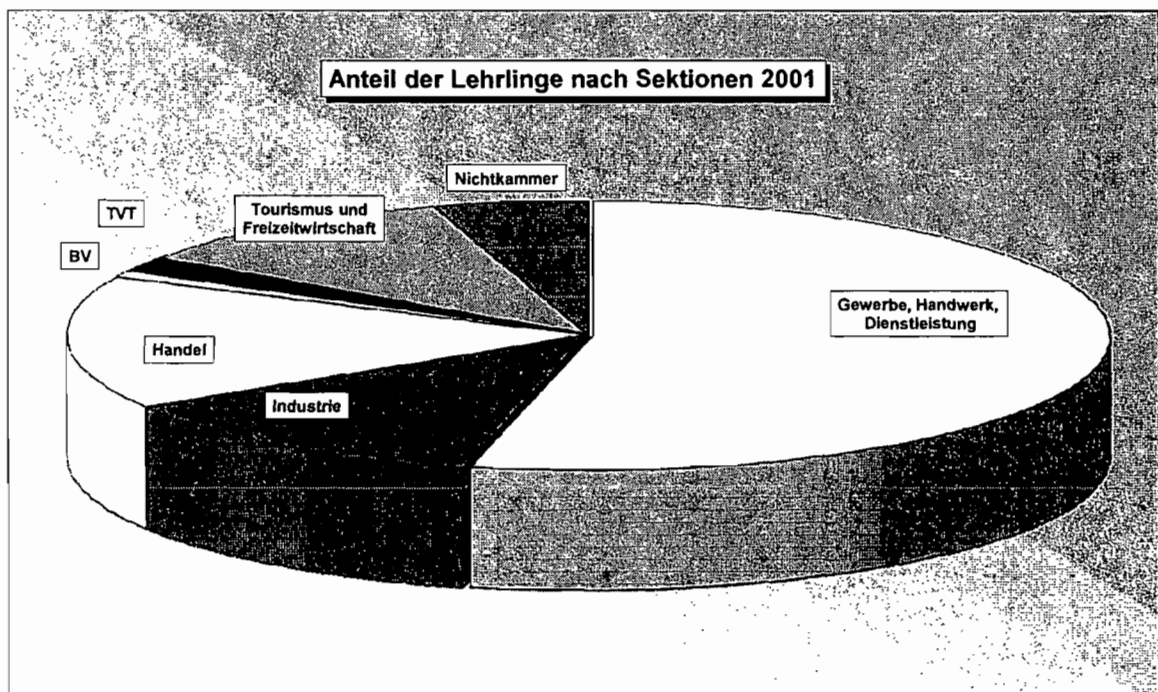 Anteil der Lehrlinge nach Sektionen 2001
Nichtkammer
TVT
Tourismus und
Freizeitwirtschaft
BV
Gewerbe, Handwerk,
Dienstleistung
Handel
Industrie